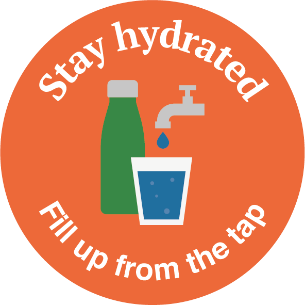 Stay hydrated
Fill up from the tap